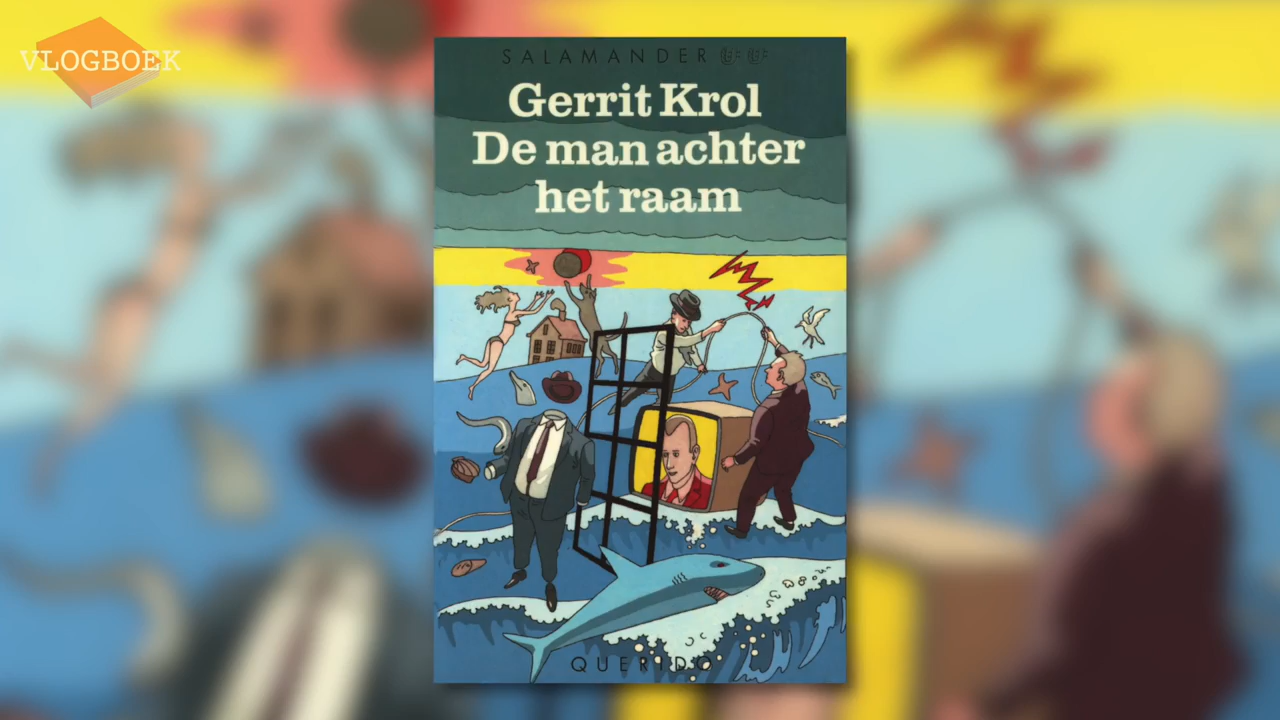 VLOGBOEK
SALAMANDER
Gerrit Krol
De man achter
het raam
QUERIDO